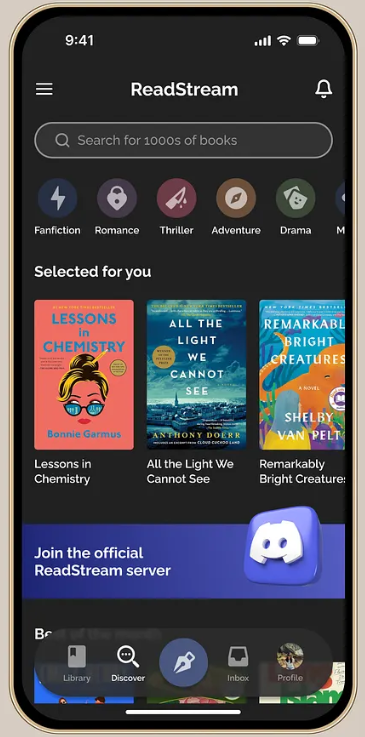 9:41
ReadStream
Search for 1000s of books
Fanfiction
Romance
Thriller
Adventure
Drama
M
Selected for you
LESSONS
in
CHEMISTRY
Bonnie Garmus
ALL THE
LIGHT
WE
CANNOT
SEE
ANTHONY DOERR
REMARKABL
BRIGHT
CREATURES
A NOVEL
SHELBY
VAN PELT
Lessons in
Chemistry
All the Light We
Cannot See
Remarkably
Bright Creatures
Join the official
ReadStream server
Library
Discover
Inbox
Profile